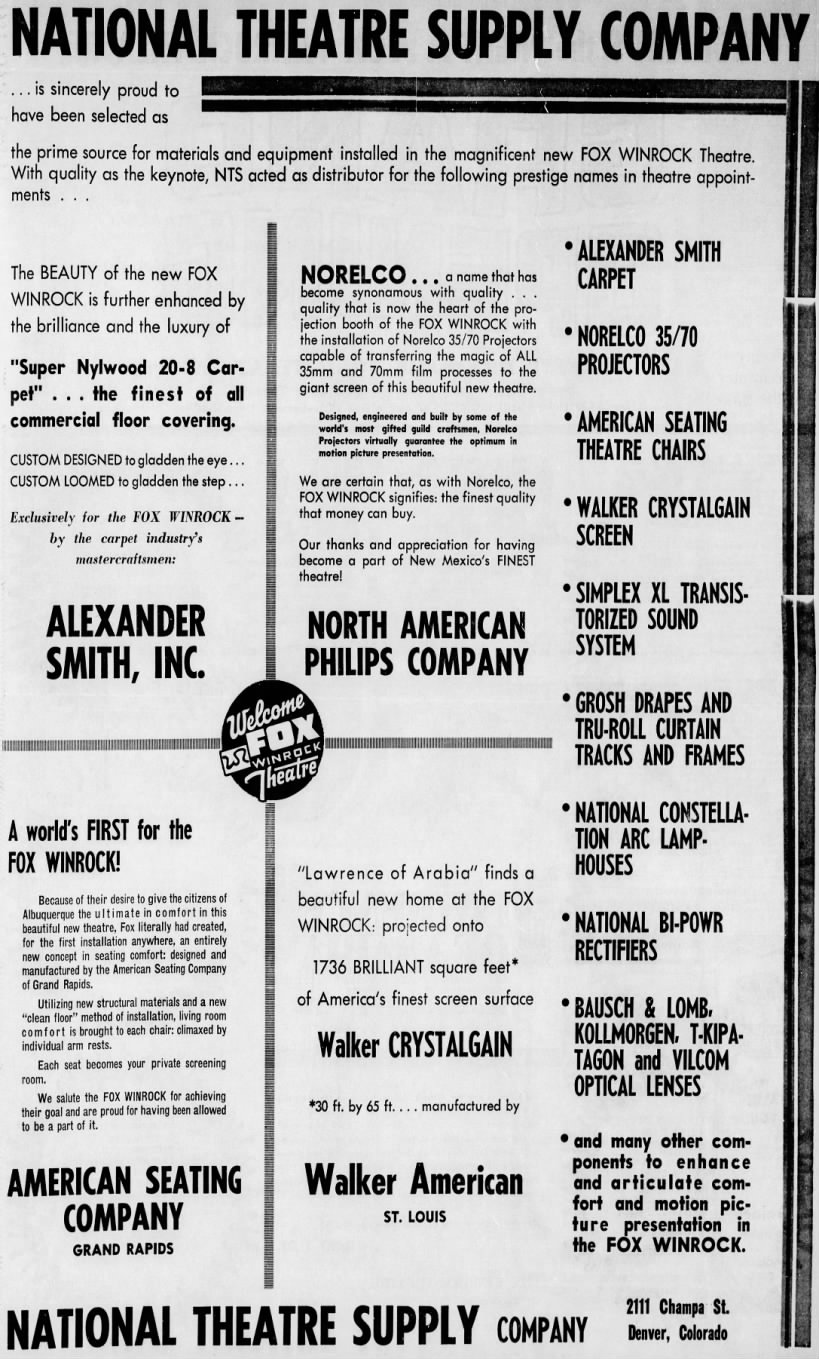 NATIONAL THEATRE SUPPLY COMPANY
...is sincerely proud to
have been selected as
the prime source for materials and equipment installed in the magnificent new FOX WINROCK Theatre.
With quality as the keynote, NTS acted as distributor for the following prestige names in theatre appoint-
ments . . .
The BEAUTY of the new FOX
WINROCK is further enhanced by
the brilliance and the luxury of
"Super Nylwood 20-8 Car-
pet" . . . the finest of all
commercial floor covering.
CUSTOM DESIGNED to gladden the eye...
CUSTOM LOOMED to gladden the step...
Exclusively for the FOX WINROCK —
by the carpet industry's
mastercraftsmen:
ALEXANDER
SMITH, INC.
NORELCO ... a name that has
become synonamous with quality . . .
quality that is now the heart of the pro-
jection booth of the FOX WINROCK with
the installation of Norelco 35/70 Projectors
capable of transferring the magic of ALL
35mm and 70mm film processes to the
giant screen of this beautiful new theatre.
Designed, engineered and built by some of the
world's most gifted guild craftsmen, Norelco
Projectors virtually guarantee the optimum in
motion picture presentation.
We are certain that, as with Norelco, the
FOX WINROCK signifies: the finest quality
that money can buy.
Our thanks and appreciation for having
become a part of New Mexico's FINEST
theatre!
NORTH AMERICAN
PHILIPS COMPANY
Welcome
FOX
WINROCK
Theatre
A world's FIRST for the
FOX WINROCK!
Because of their desire to give the citizens of
Albuquerque the ultimate in comfort in this
beautiful new theatre, Fox literally had created,
for the first installation anywhere, an entirely
new concept in seating comfort: designed and
manufactured by the American Seating Company
of Grand Rapids.
Utilizing new structural materials and a new
"clean floor" method of installation, living room
comfort is brought to each chair: climaxed by
individual arm rests.
Each seat becomes your private screening
room.
We salute the FOX WINROCK for achieving
their goal and are proud for having been allowed
to be a part of it.
AMERICAN SEATING
COMPANY
GRAND RAPIDS
"Lawrence of Arabia" finds a
beautiful new home at the FOX
WINROCK: projected onto
1736 BRILLIANT square feet*
of America's finest screen surface
Walker CRYSTALGAIN
*30 ft. by 65 ft. . . . manufactured by
Walker American
ST. LOUIS
• ALEXANDER SMITH
CARPET
• NORELCO 35/70
PROJECTORS
• AMERICAN SEATING
THEATRE CHAIRS
• WALKER CRYSTALGAIN
SCREEN
• SIMPLEX XL TRANSIS-
TORIZED SOUND
SYSTEM
• GROSH DRAPES AND
TRU-ROLL CURTAIN
TRACKS AND FRAMES
• NATIONAL CONSTELLA-
TION ARC LAMP-
HOUSES
• NATIONAL BI-POWR
RECTIFIERS
• BAUSCH & LOMB,
KOLLMORGEN, T-KIPA-
TAGON and VILCOM
OPTICAL LENSES
• and many other com-
ponents to enhance
and articulate com-
fort and motion pic-
ture presentation in
the FOX WINROCK.
NATIONAL THEATRE SUPPLY COMPANY
2111 Champa St.
Denver, Colorado